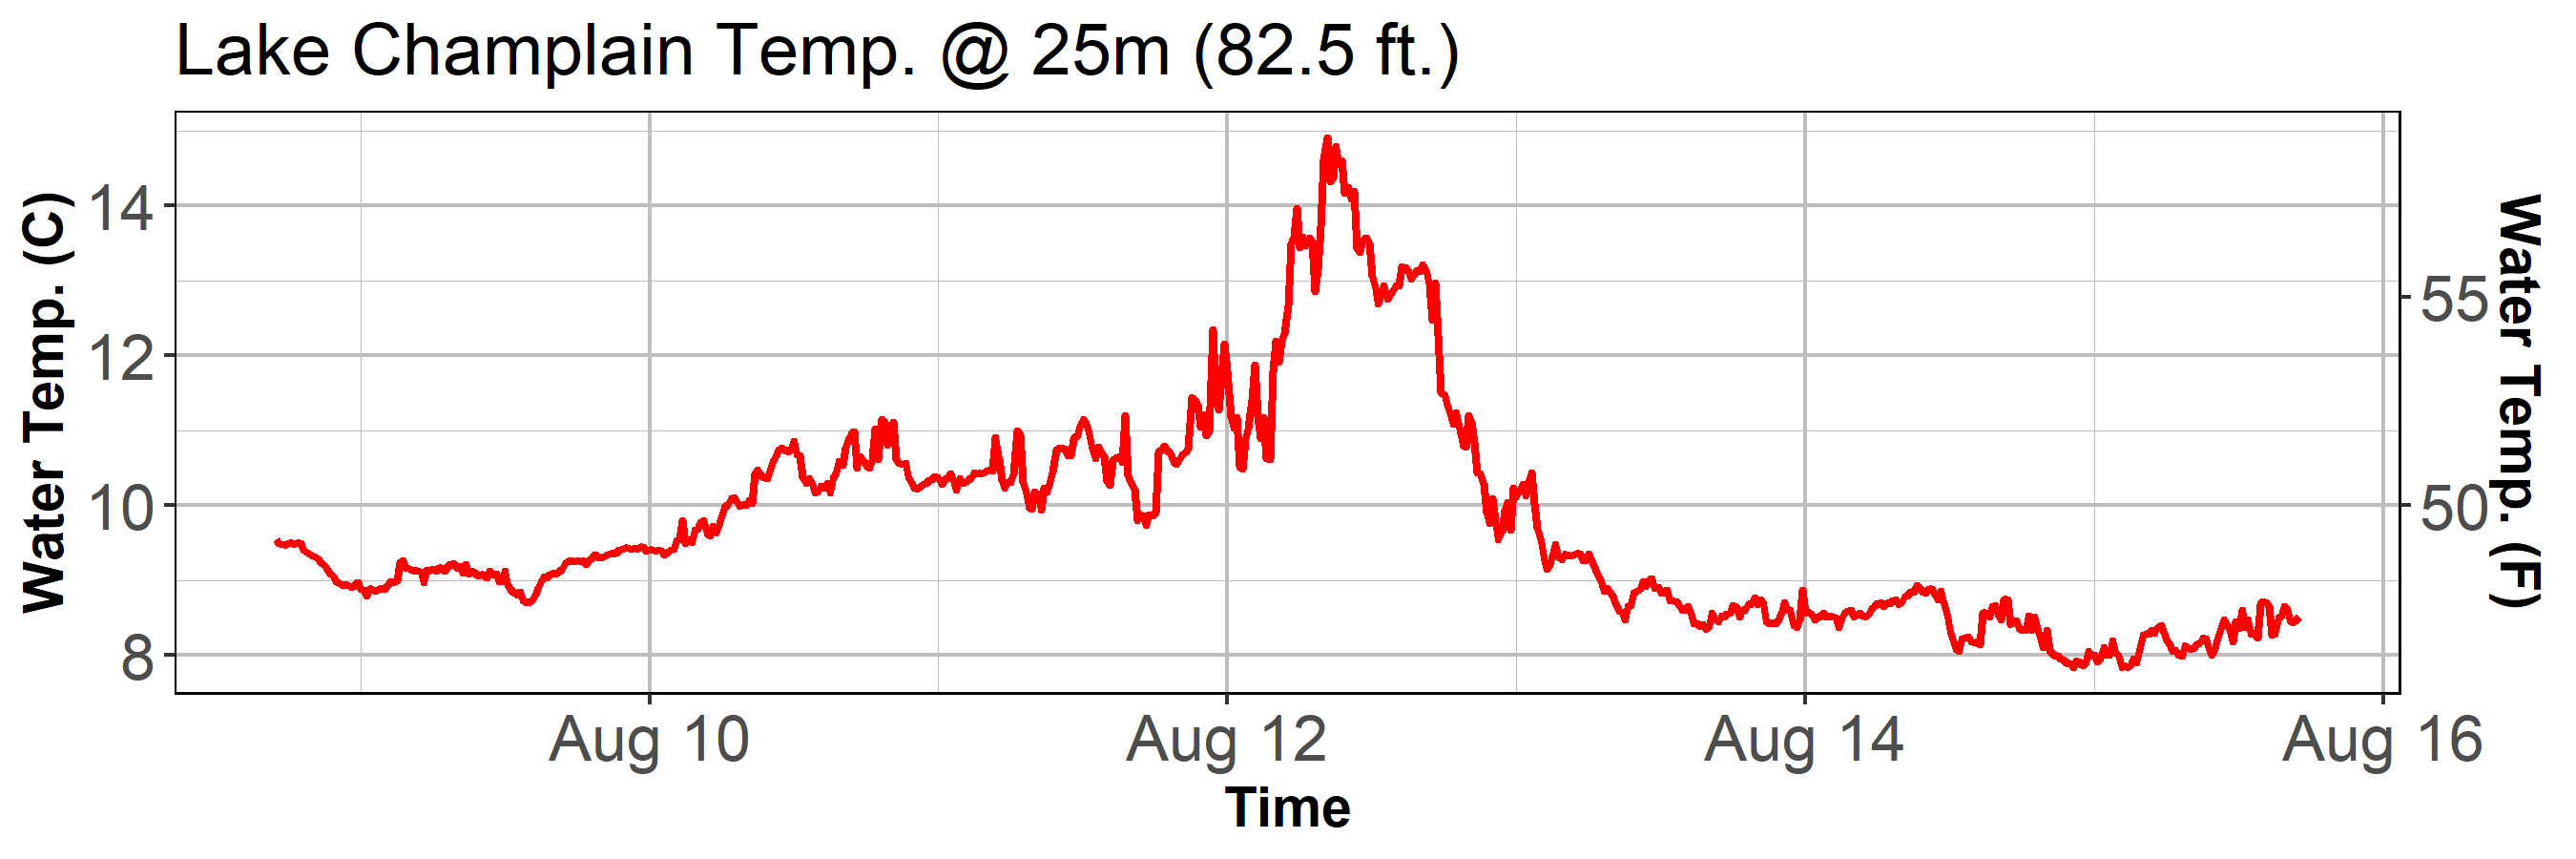 Lake Champlain Temp. @ 25m (82.5 ft.)
Water Temp. (C)
14
12
10
8
55
50
Water Temp. (F)
Aug 10
Aug 12
Aug 14
Aug 16
Time